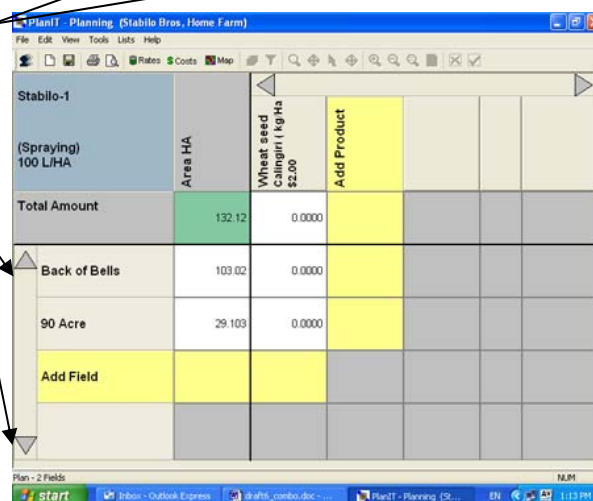 PlanIT - Planning (Stabilo Bros, Home Farm)
File Edit View Tools Lists Help
Rates $ Costs Map
Stabilo-1
(Spraying)
100 L/HA
Area HA
Wheat seed
Calingiri ( kg/Ha
$2.00
Add Product
Total Amount
132.12
0.0000
Back of Bells
103.02
0.0000
90 Acre
29.103
0.0000
Add Field
Plan - 2 Fields
NUM
start
Inbox - Outlook Express
draft6_combo.doc - ...
PlanIT - Planning (St...
EN
1:13 PM